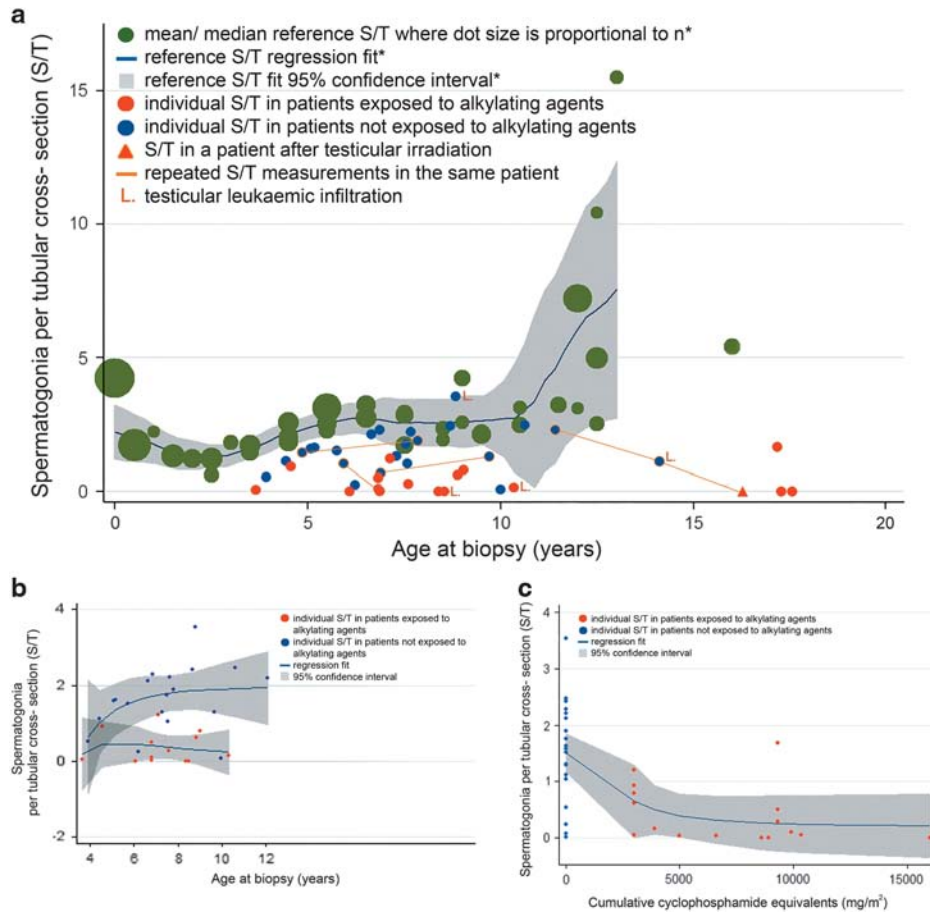 a
mean/ median reference S/T where dot size is proportional to n*
reference S/T regression fit*
reference S/T fit 95% confidence interval*
individual S/T in patients exposed to alkylating agents
individual S/T in patients not exposed to alkylating agents
S/T in a patient after testicular irradiation
repeated S/T measurements in the same patient
L. testicular leukaemic infiltration
Spermatogonia per tubular cross- section (S/T)
15
10
5
0
L.
L.
L.
L.
0 5 10 15 20
Age at biopsy (years)
b
individual S/T in patients exposed to
alkylating agents
individual S/T in patients not exposed to
alkylating agents
regression fit
95% confidence interval
Spermatogonia
per tubular cross- section (S/T)
4
2
0
-2
4 6 8 10 12
Age at biopsy (years)
c
individual S/T in patients exposed to alkylating agents
individual S/T in patients not exposed to alkylating agents
regression fit
95% confidence interval
Spermatogonia per tubular cross- section (S/T)
4
3
2
1
0
0 5000 10000 15000
Cumulative cyclophosphamide equivalents (mg/m²)